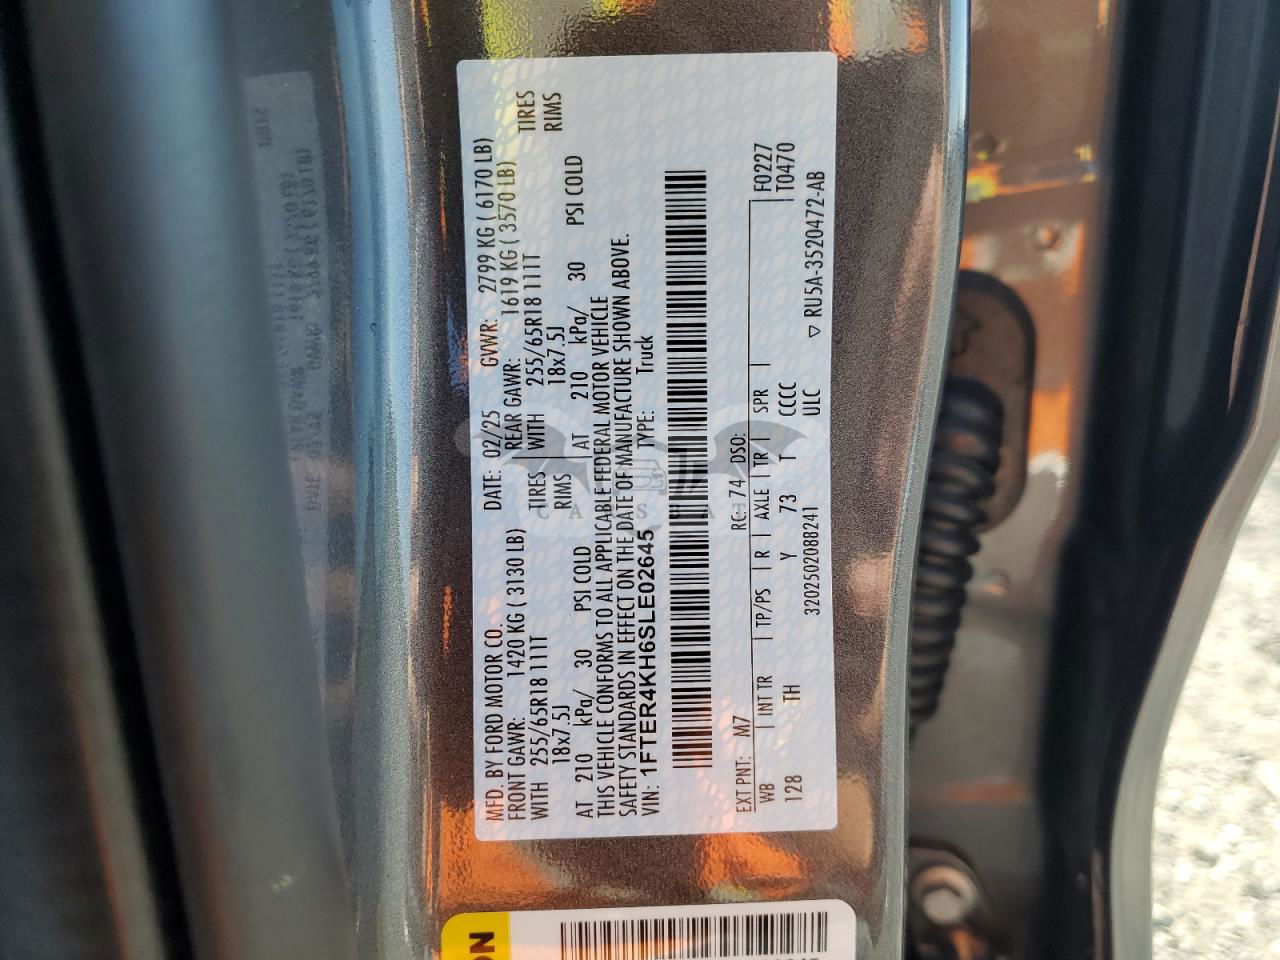 MFD. BY FORD MOTOR CO.
DATE: 02/25 GVWR: 2799 KG ( 6170 LB)
FRONT GAWR: 1420 KG ( 3130 LB) REAR GAWR: 1619 KG ( 3570 LB)
WITH 255/65R18 111T TIRES WITH 255/65R18 111T TIRES
18x7.5J RIMS 18x7.5J RIMS
AT 210 kPa/ 30 PSI COLD AT 210 kPa/ 30 PSI COLD
THIS VEHICLE CONFORMS TO ALL APPLICABLE FEDERAL MOTOR VEHICLE
SAFETY STANDARDS IN EFFECT ON THE DATE OF MANUFACTURE SHOWN ABOVE.
VIN: 1FTER4KH6SLE02645 TYPE: Truck
EXT PNT: M7 RC: 74 DSO: F0227
WB INT TR TP/PS R AXLE TR SPR T0470
128 TH Y 73 T CCCC
320250208824​1 ULC ▽ RU5A-3520472-AB
CARSBAT
ON